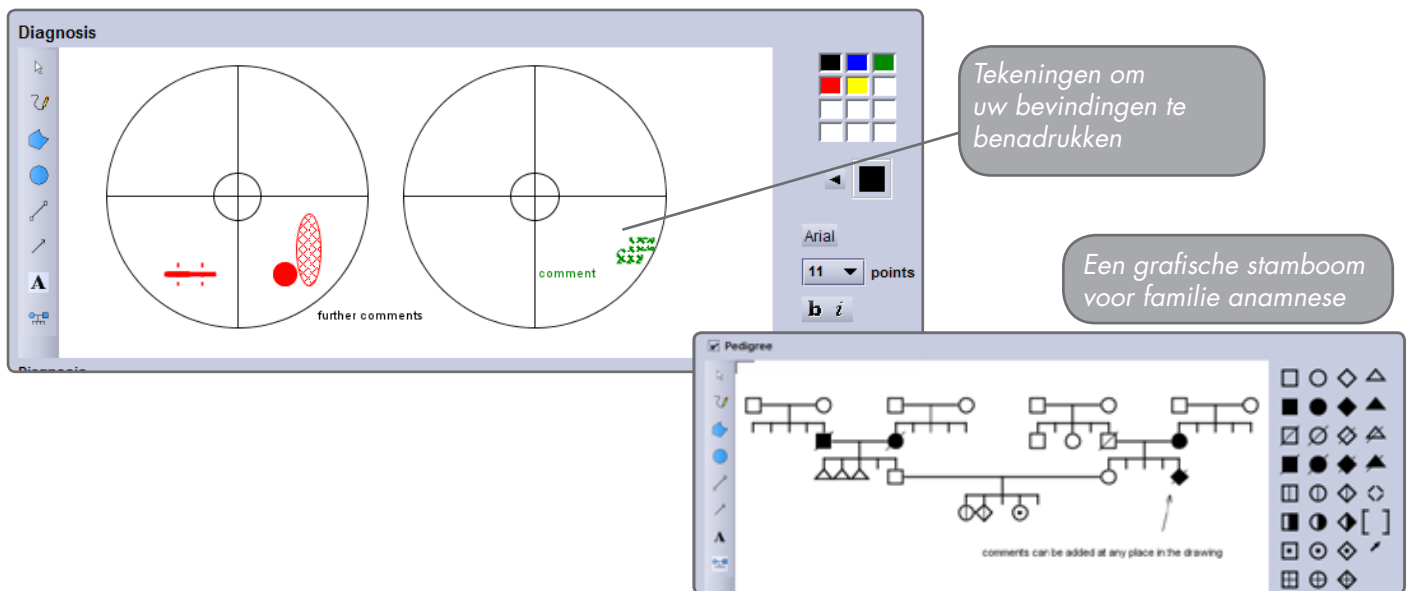 Diagnosis
Tekeningen om
uw bevindingen te
benadrukken
A
Arial
comment
11 points
further comments
b i
Een grafische stamboom
voor familie anamnese
Diagnosis
Pedigree
A
comments can be added at any place in the drawing